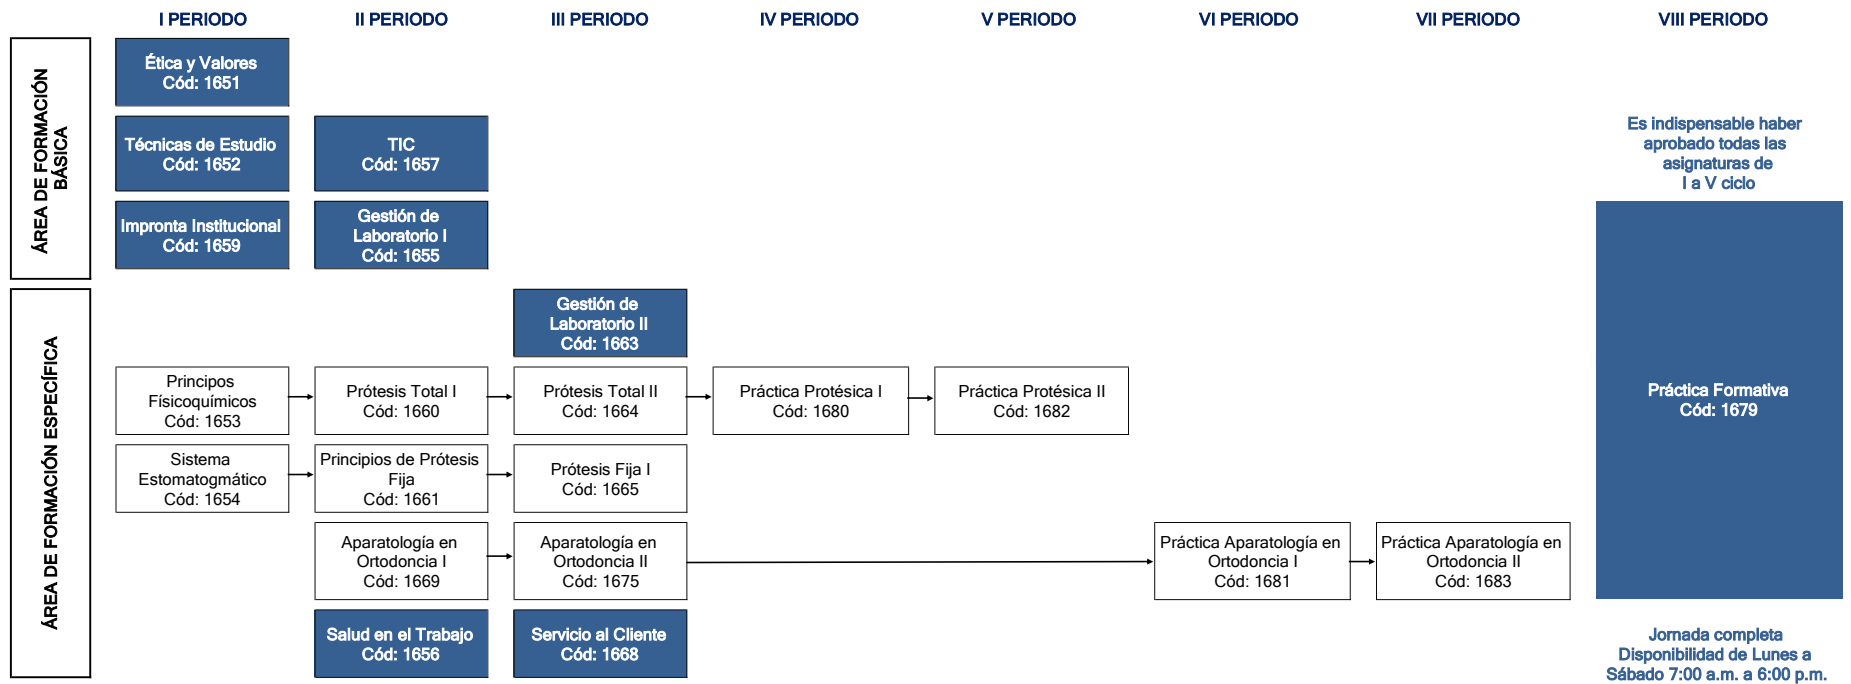 I PERIODO
II PERIODO
III PERIODO
IV PERIODO
V PERIODO
VI PERIODO
VII PERIODO
VIII PERIODO
ÁREA DE FORMACIÓN
BÁSICA
Ética y Valores
Cód: 1651
Técnicas de Estudio
Cód: 1652
TIC
Cód: 1657
Es indispensable haber
aprobado todas las
asignaturas de
I a V ciclo
Impronta Institucional
Cód: 1659
Gestión de
Laboratorio I
Cód: 1655
ÁREA DE FORMACIÓN ESPECÍFICA
Gestión de
Laboratorio II
Cód: 1663
Principos
Físicoquímicos
Cód: 1653
Prótesis Total I
Cód: 1660
Prótesis Total II
Cód: 1664
Práctica Protésica I
Cód: 1680
Práctica Protésica II
Cód: 1682
Práctica Formativa
Cód: 1679
Sistema
Estomatogmático
Cód: 1654
Principios de Prótesis
Fija
Cód: 1661
Prótesis Fija I
Cód: 1665
Aparatología en
Ortodoncia I
Cód: 1669
Aparatología en
Ortodoncia II
Cód: 1675
Práctica Aparatología en
Ortodoncia I
Cód: 1681
Práctica Aparatología en
Ortodoncia II
Cód: 1683
Salud en el Trabajo
Cód: 1656
Servicio al Cliente
Cód: 1668
Jornada completa
Disponibilidad de Lunes a
Sábado 7:00 a.m. a 6:00 p.m.